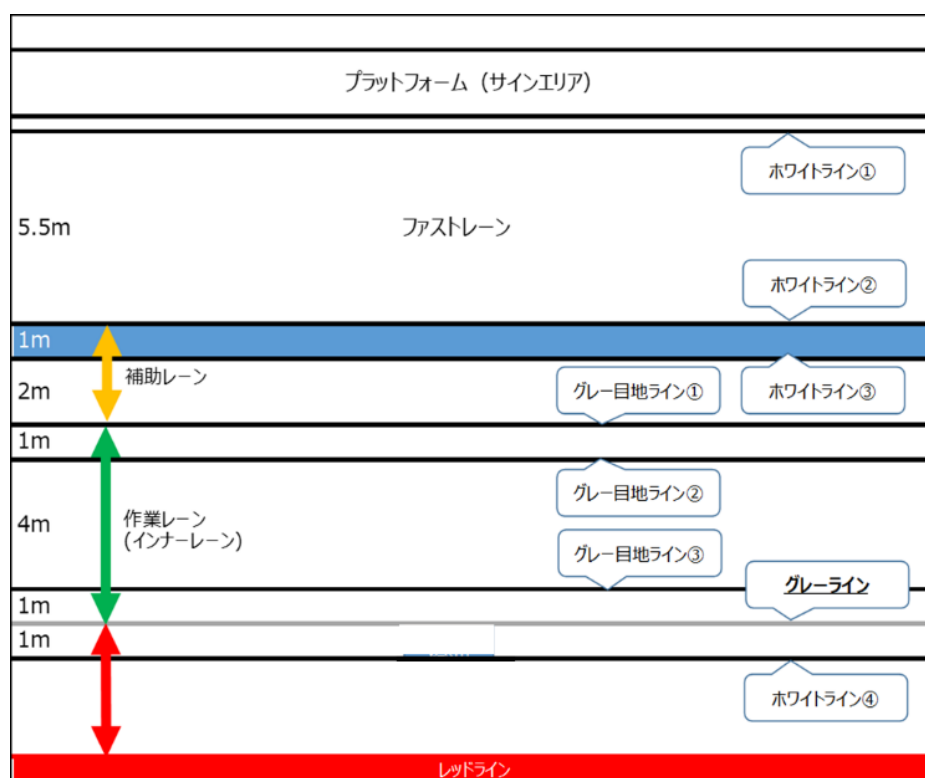 プラットフォーム（サインエリア）
ホワイトライン①
5.5m
ファストレーン
ホワイトライン②
1m
補助レーン
2m
グレー目地ライン①
ホワイトライン③
1m
グレー目地ライン②
4m
作業レーン
(インナーレーン)
グレー目地ライン③
グレーライン
1m
1m
ホワイトライン④
レッドライン